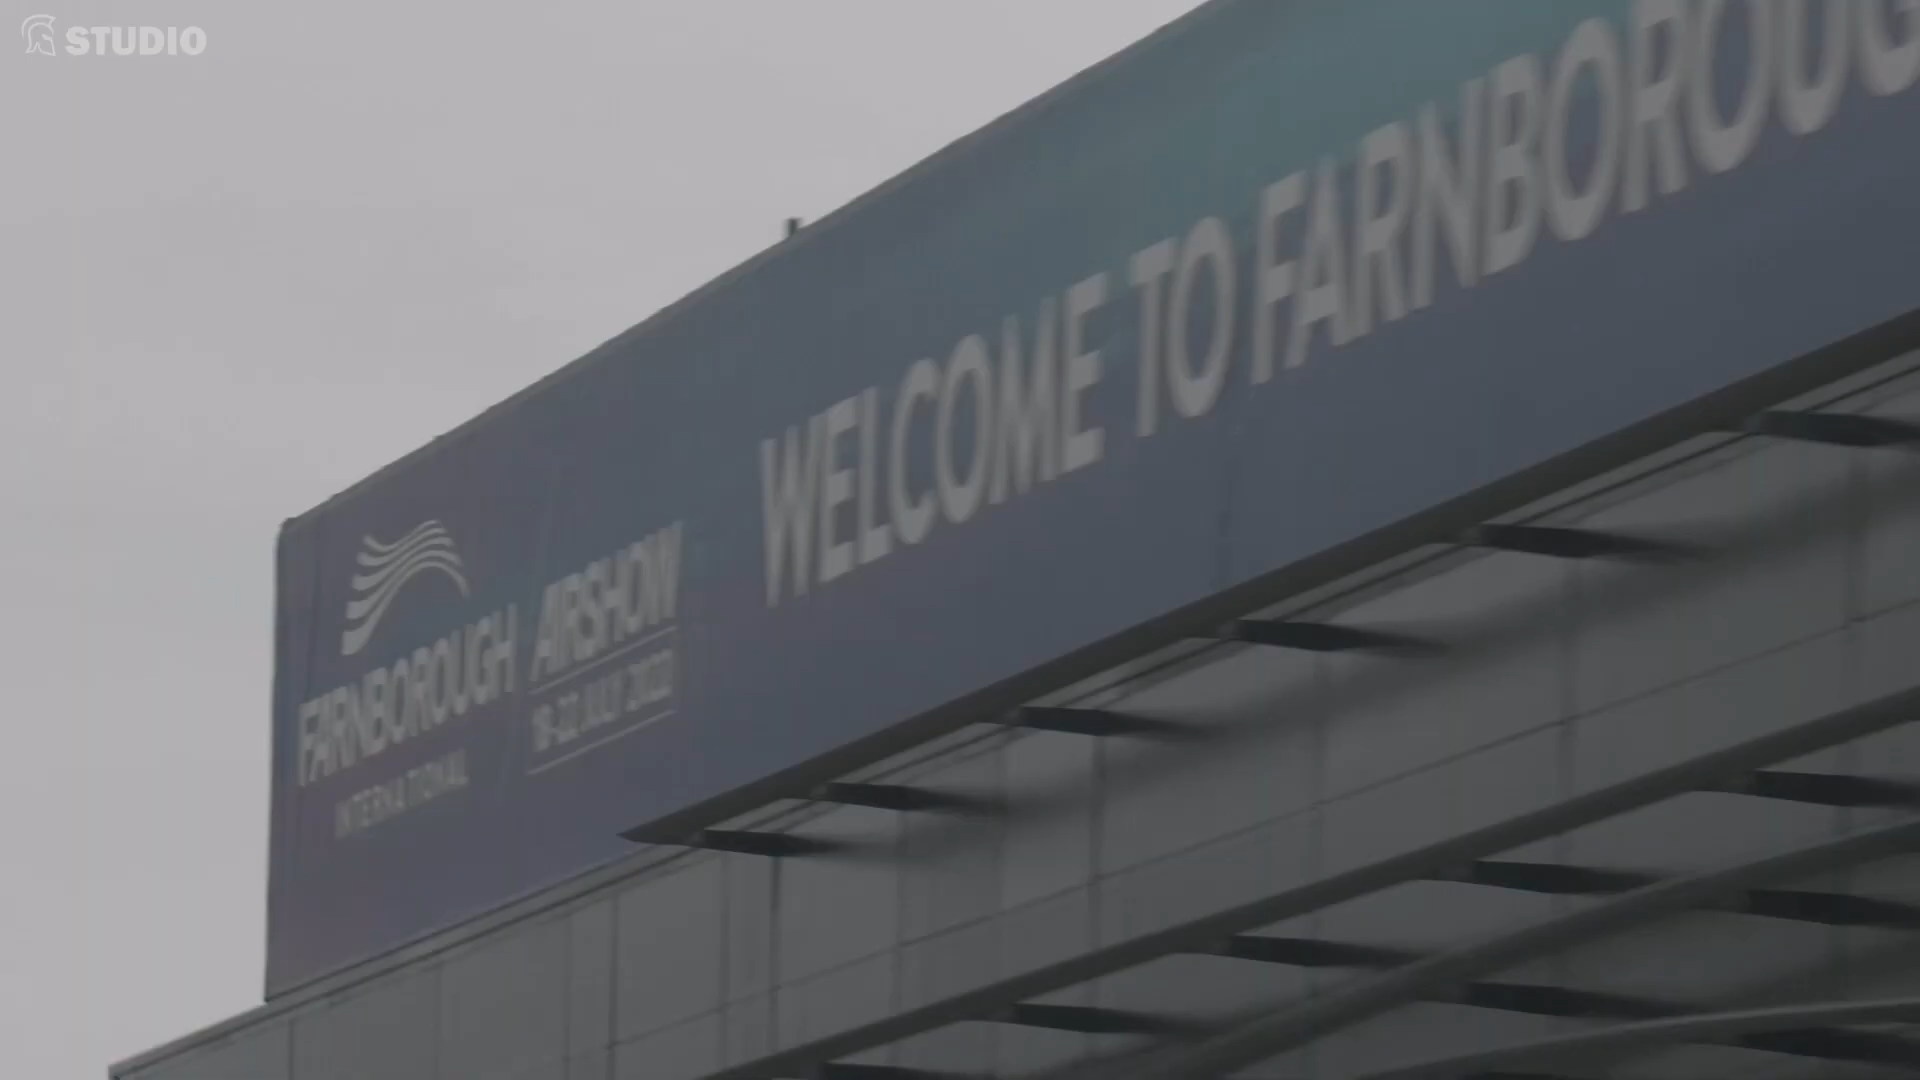 STUDIO
WELCOME TO FARNBOROUG
FARNBOROUGH
INTERNATIONAL
AIRSHOW
18-22 JULY 2022